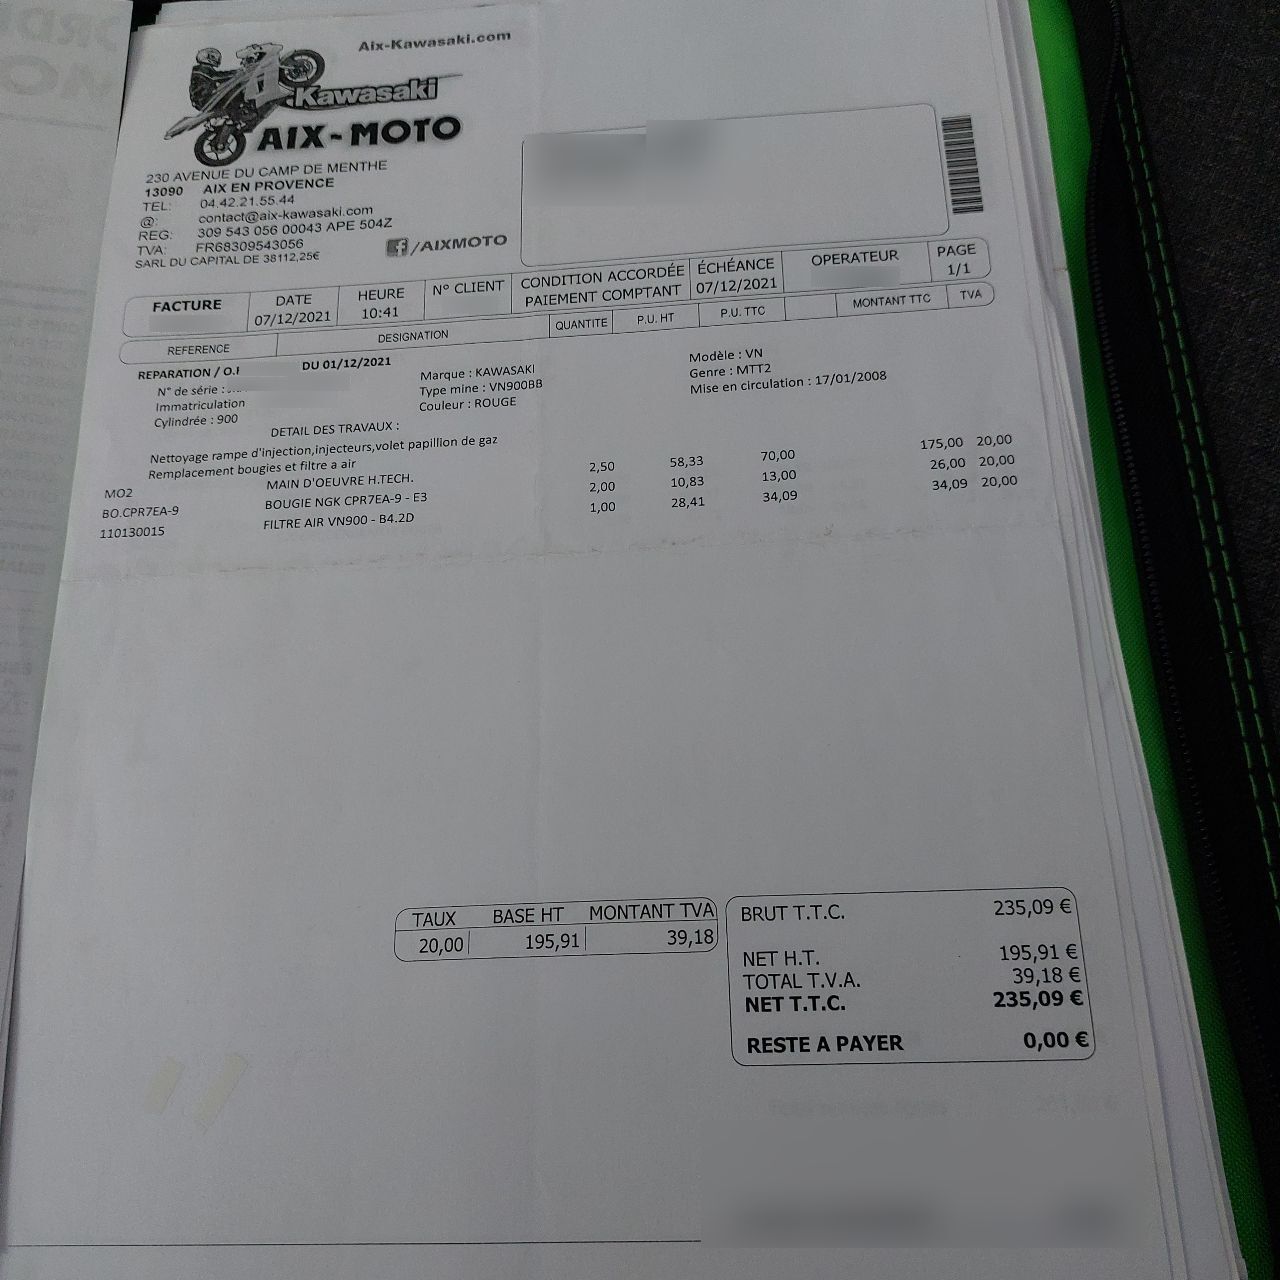 Aix-Kawasaki.com
Kawasaki
AIX-MOTO
230 AVENUE DU CAMP DE MENTHE
13090 AIX EN PROVENCE
TEL: 04.42.21.55.44
@: contact@aix-kawasaki.com
REG: 309 543 056 00043 APE 504Z
TVA: FR68309543056
SARL DU CAPITAL DE 38112,25€
/AIXMOTO
FACTURE DATE HEURE N° CLIENT CONDITION ACCORDÉE ÉCHÉANCE OPERATEUR PAGE
07/12/2021 10:41 PAIEMENT COMPTANT 07/12/2021 1/1
REFERENCE DESIGNATION QUANTITE P.U. HT P.U. TTC MONTANT TTC TVA
REPARATION / O.R DU 01/12/2021
N° de série : Marque : KAWASAKI Modèle : VN
Immatriculation Type mine : VN900BB Genre : MTT2
Cylindrée : 900 Couleur : ROUGE Mise en circulation : 17/01/2008
DETAIL DES TRAVAUX :
Nettoyage rampe d'injection,injecteurs,volet papillion de gaz
Remplacement bougies et filtre a air
MO2 MAIN D'OEUVRE H.TECH. 2,50 58,33 70,00 175,00 20,00
BO.CPR7EA-9 BOUGIE NGK CPR7EA-9 - E3 2,00 10,83 13,00 26,00 20,00
110130015 FILTRE AIR VN900 - B4.2D 1,00 28,41 34,09 34,09 20,00
TAUX BASE HT MONTANT TVA
20,00 195,91 39,18
BRUT T.T.C. 235,09 €
NET H.T. 195,91 €
TOTAL T.V.A. 39,18 €
NET T.T.C. 235,09 €
RESTE A PAYER 0,00 €